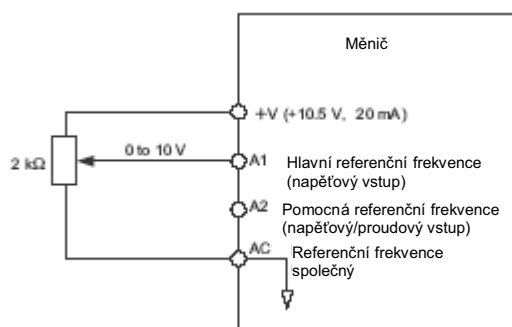 Měnič
+V (+10.5 V, 20 mA)
0 to 10 V
2 kΩ
A1
Hlavní referenční frekvence
(napěťový vstup)
A2
Pomocná referenční frekvence
(napěťový/proudový vstup)
AC
Referenční frekvence
společný